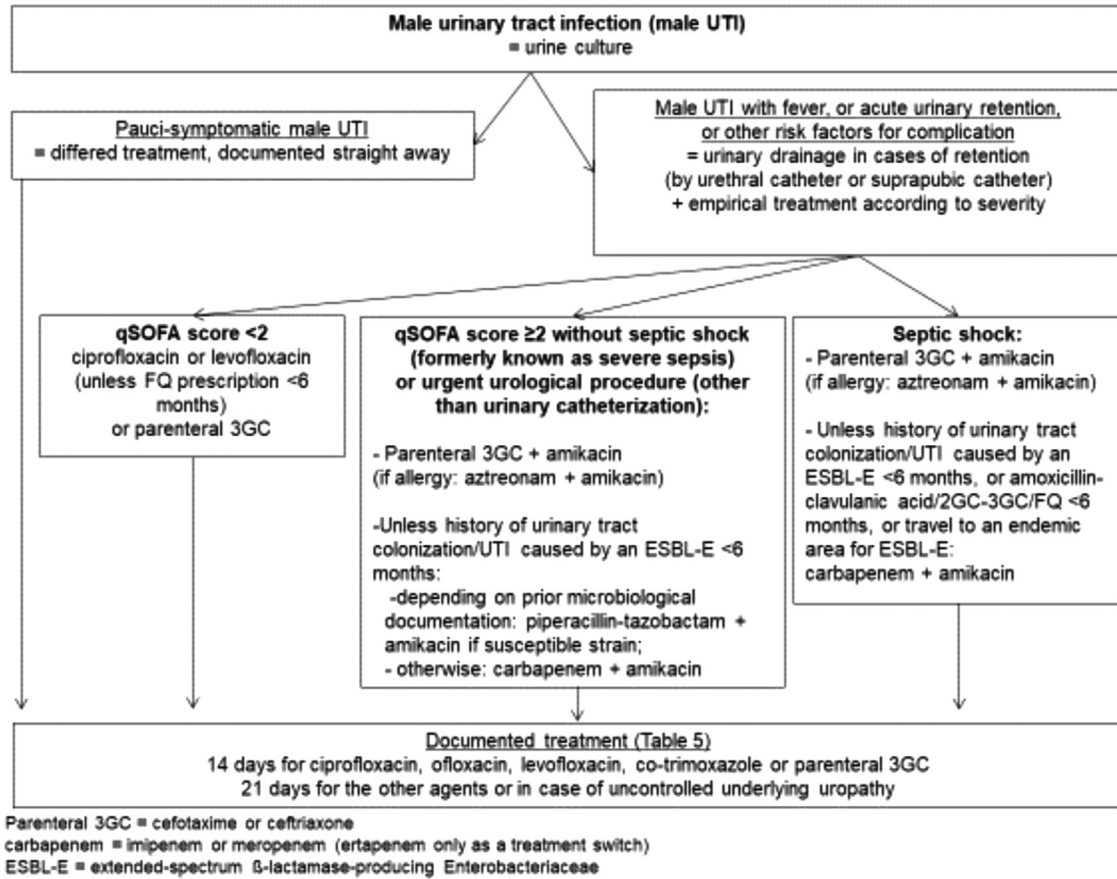 Male urinary tract infection (male UTI)
= urine culture
Pauci-symptomatic male UTI
= differed treatment, documented straight away
Male UTI with fever, or acute urinary retention,
or other risk factors for complication
= urinary drainage in cases of retention
(by urethral catheter or suprapubic catheter)
+ empirical treatment according to severity
qSOFA score <2
ciprofloxacin or levofloxacin
(unless FQ prescription <6
months)
or parenteral 3GC
qSOFA score ≥2 without septic shock
(formerly known as severe sepsis)
or urgent urological procedure (other
than urinary catheterization):
- Parenteral 3GC + amikacin
(if allergy: aztreonam + amikacin)
-Unless history of urinary tract
colonization/UTI caused by an ESBL-E <6
months:
-depending on prior microbiological
documentation: piperacillin-tazobactam +
amikacin if susceptible strain;
- otherwise: carbapenem + amikacin
Septic shock:
- Parenteral 3GC + amikacin
(if allergy: aztreonam + amikacin)
- Unless history of urinary tract
colonization/UTI caused by an
ESBL-E <6 months, or amoxicillin-
clavulanic acid/2GC-3GC/FQ <6
months, or travel to an endemic
area for ESBL-E:
carbapenem + amikacin
Documented treatment (Table 5)
14 days for ciprofloxacin, ofloxacin, levofloxacin, co-trimoxazole or parenteral 3GC
21 days for the other agents or in case of uncontrolled underlying uropathy
Parenteral 3GC = cefotaxime or ceftriaxone
carbapenem = imipenem or meropenem (ertapenem only as a treatment switch)
ESBL-E = extended-spectrum ß-lactamase-producing Enterobacteriaceae